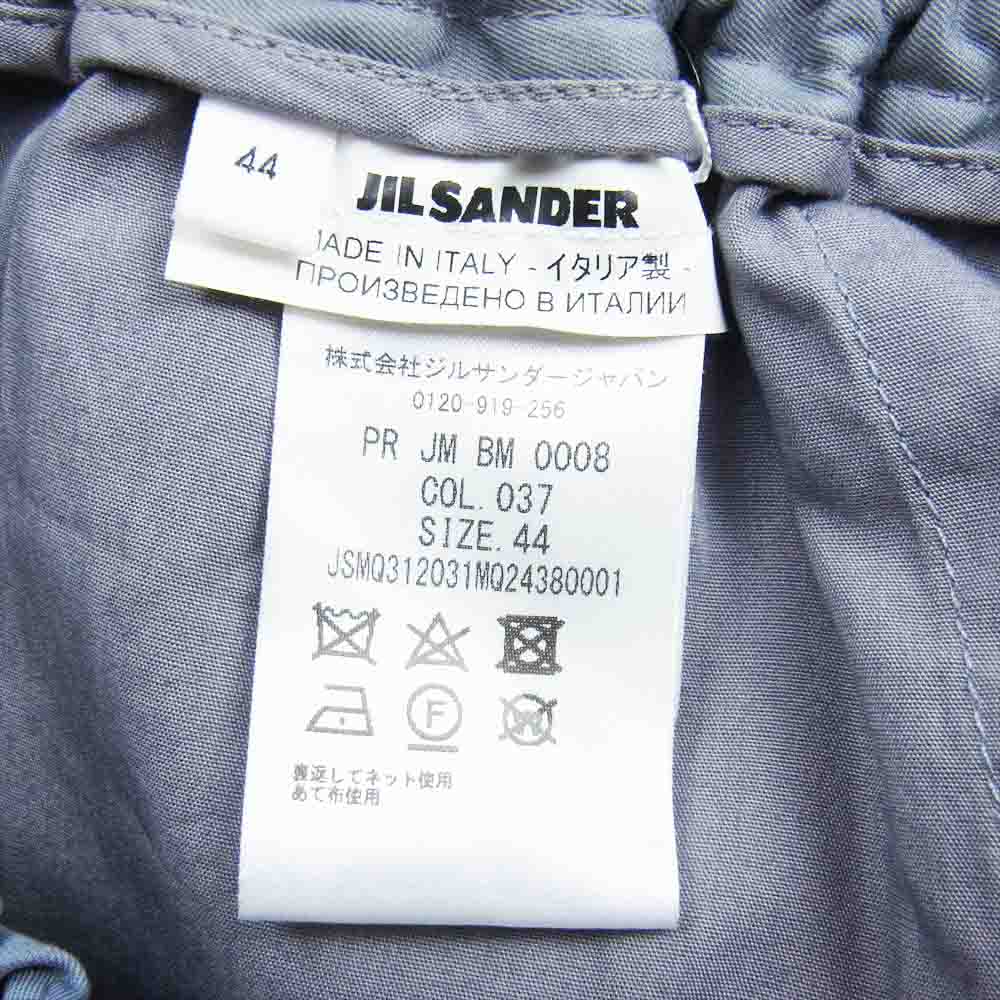 44
JIL SANDER
MADE IN ITALY - イタリア製 -
ПРОИЗВЕДЕНО В ИТАЛИИ
株式会社ジルサンダージャパン
0120-919-256
PR JM BM 0008
COL. 037
SIZE. 44
JSMQ312031MQ24380001
F
W
裏返してネット使用
あて布使用